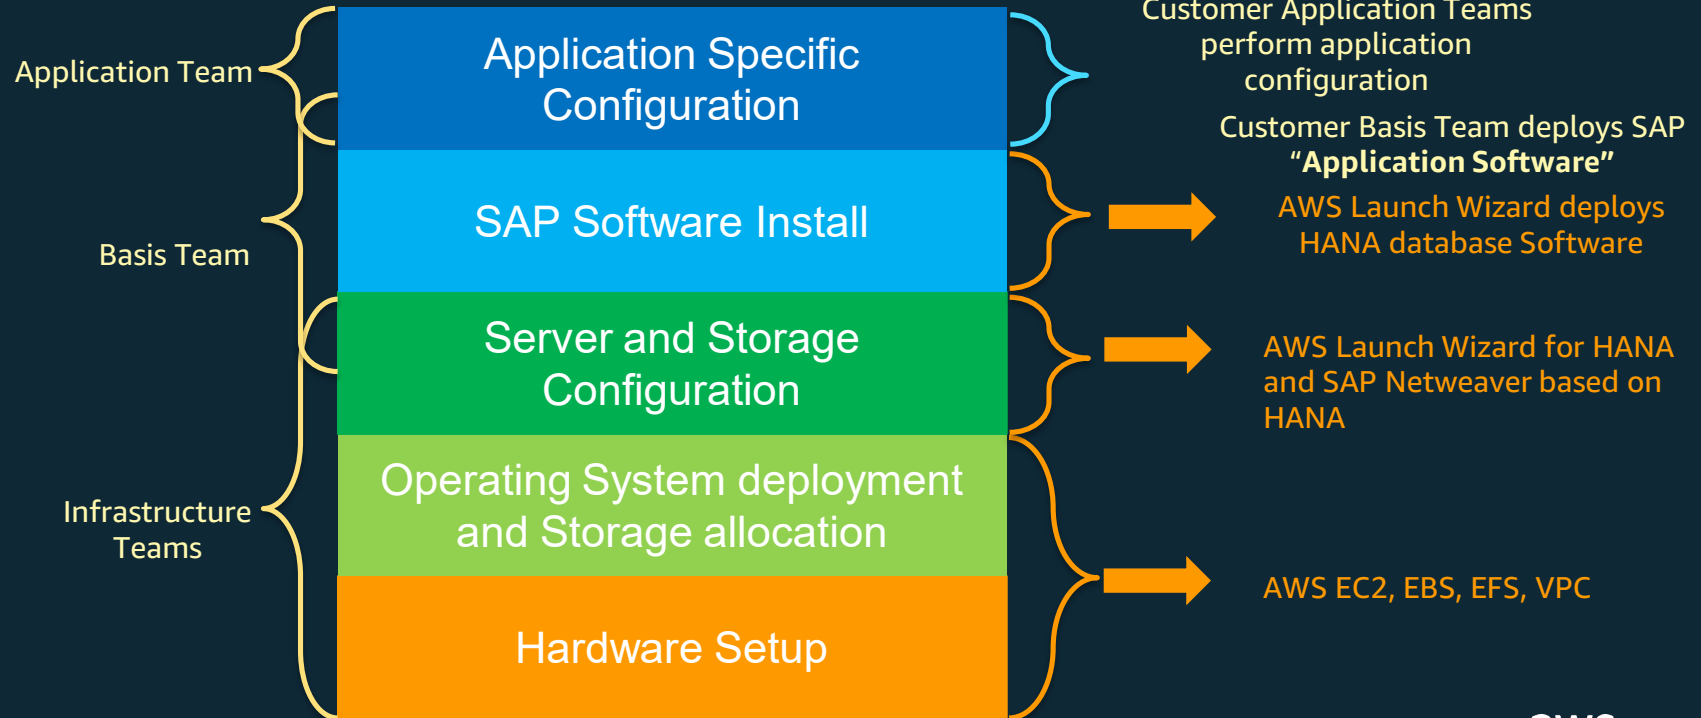 Application Team
Basis Team
Infrastructure
Teams
Application Specific
Configuration
SAP Software Install
Server and Storage
Configuration
Operating System deployment
and Storage allocation
Hardware Setup
Customer Application Teams
perform application
configuration
Customer Basis Team deploys SAP
“Application Software”
AWS Launch Wizard deploys
HANA database Software
AWS Launch Wizard for HANA
and SAP Netweaver based on
HANA
AWS EC2, EBS, EFS, VPC
aws